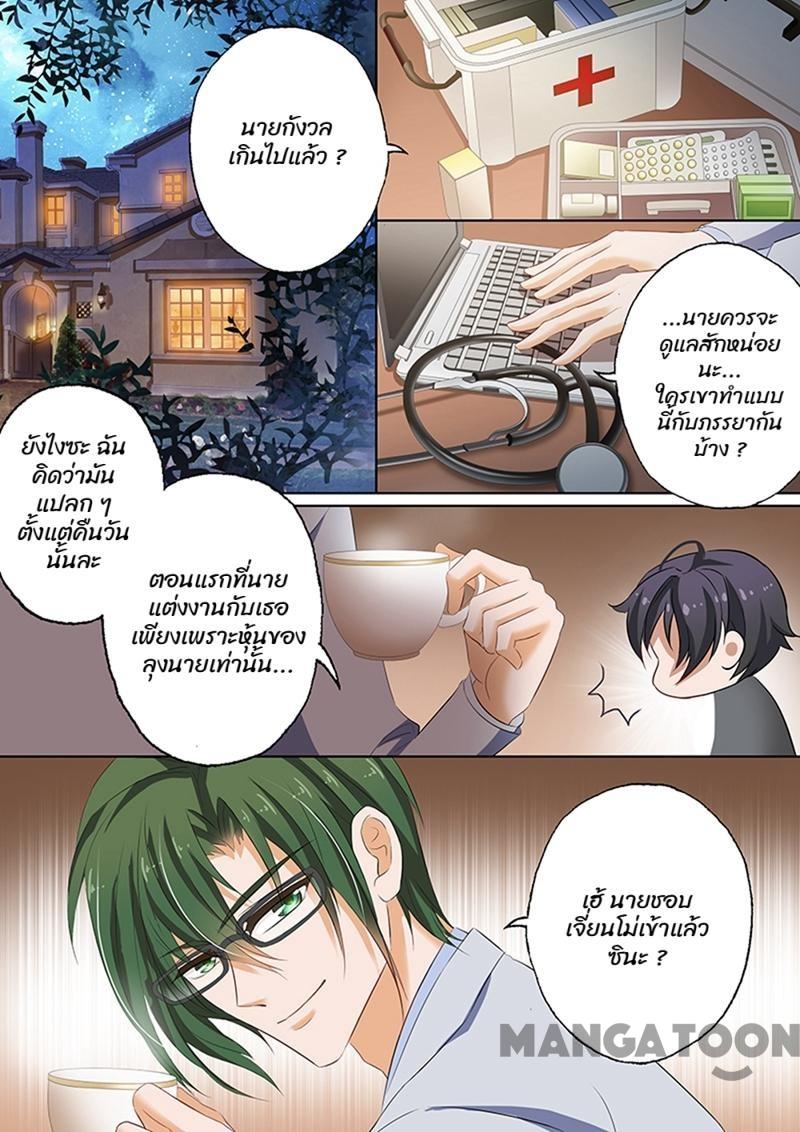 นายกังวล
เกินไปแล้ว ?
...นายควรจะ
ดูแลสักหน่อย
นะ...
ใครเขาทำแบบ
นี้กับภรรยากัน
บ้าง ?
ยังไงซะ ฉัน
คิดว่ามัน
แปลก ๆ
ตั้งแต่คืนวัน
นั้นละ
ตอนแรกที่นาย
แต่งงานกับเธอ
เพียงเพราะหุ้นของ
ลุงนายเท่านั้น...
เฮ้ นายชอบ
เจี่ยนโม่เข้าแล้ว
ซินะ ?
MANGATOON